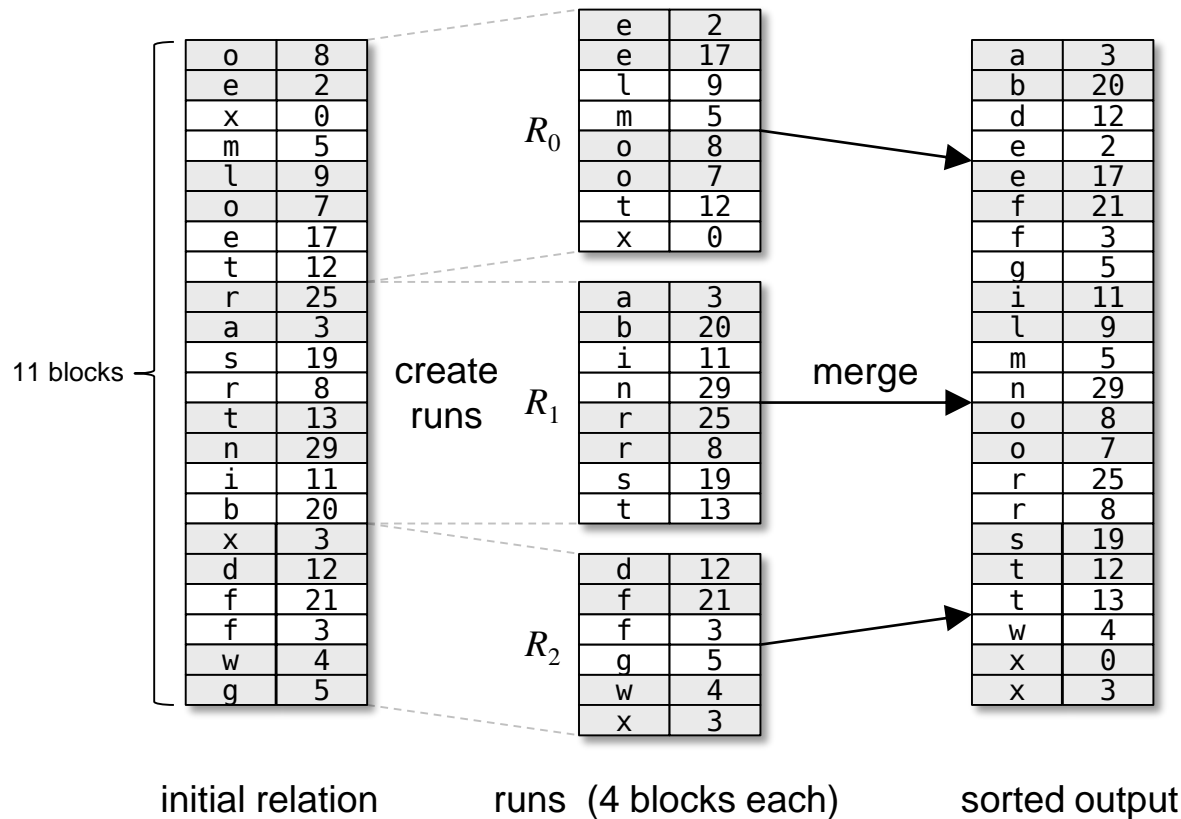 11 blocks
o 8
e 2
x 0
m 5
l 9
o 7
e 17
t 12
r 25
a 3
s 19
r 8
t 13
n 29
i 11
b 20
x 3
d 12
f 21
f 3
w 4
g 5
initial relation
create
runs
R0
e 2
e 17
l 9
m 5
o 8
o 7
t 12
x 0
R1
a 3
b 20
i 11
n 29
r 25
r 8
s 19
t 13
R2
d 12
f 21
f 3
g 5
w 4
x 3
runs (4 blocks each)
merge
a 3
b 20
d 12
e 2
e 17
f 21
f 3
g 5
i 11
l 9
m 5
n 29
o 8
o 7
r 25
r 8
s 19
t 12
t 13
w 4
x 0
x 3
sorted output